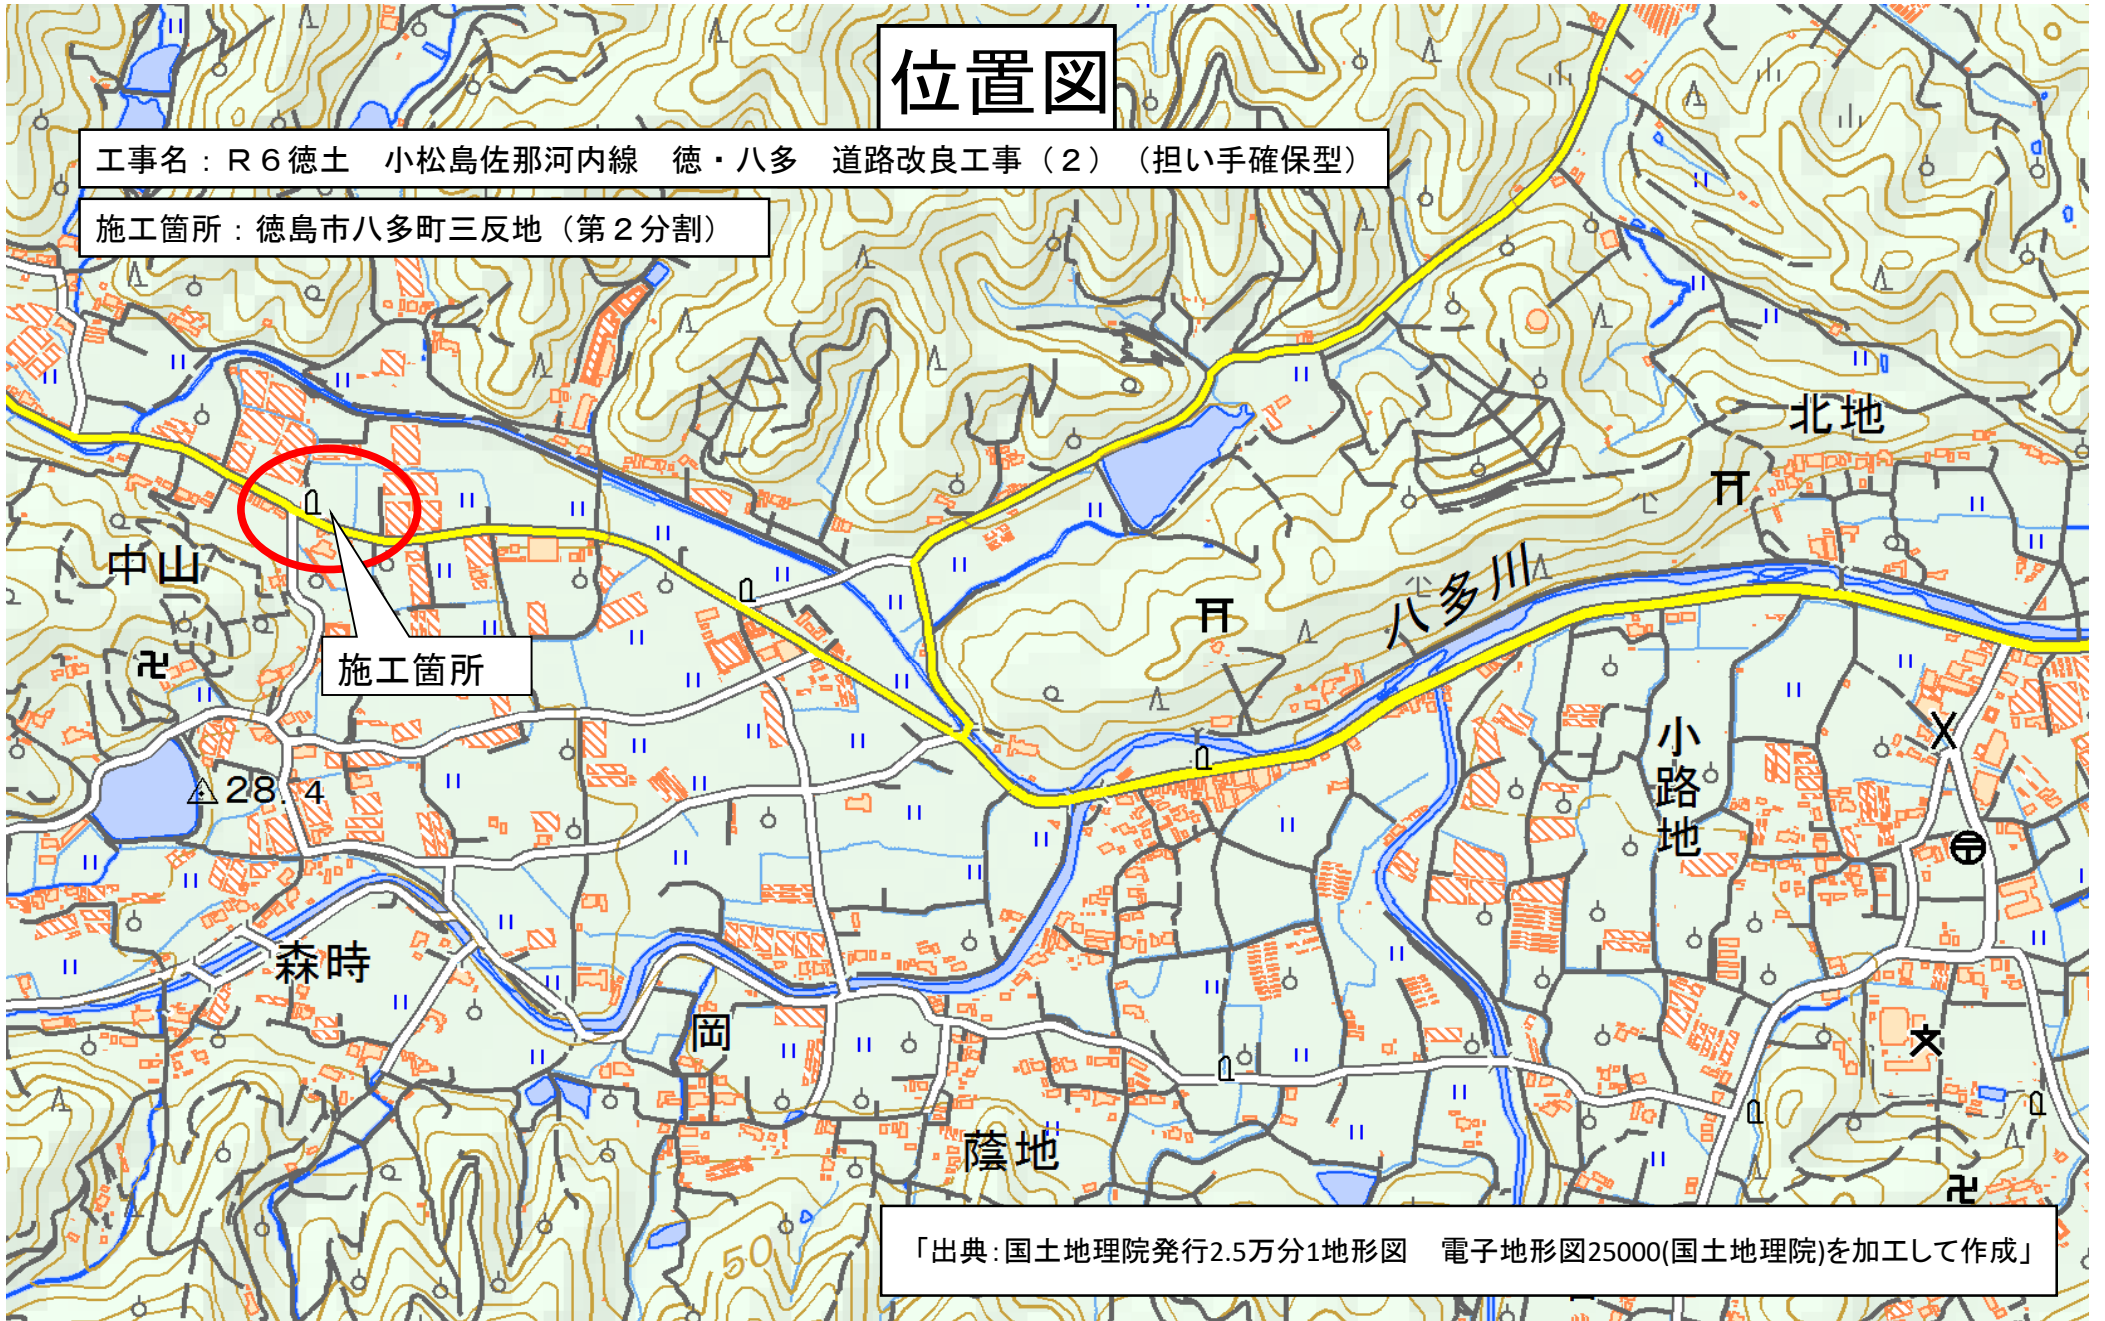 位置図
工事名：Ｒ６徳土　小松島佐那河内線　徳・八多　道路改良工事（２）（担い手確保型）
施工箇所：徳島市八多町三反地（第２分割）
北地
中山
八多川
施工箇所
小路地
28.4
森時
岡
蔭地
50
「出典：国土地理院発行2.5万分1地形図　電子地形図25000(国土地理院)を加工して作成」